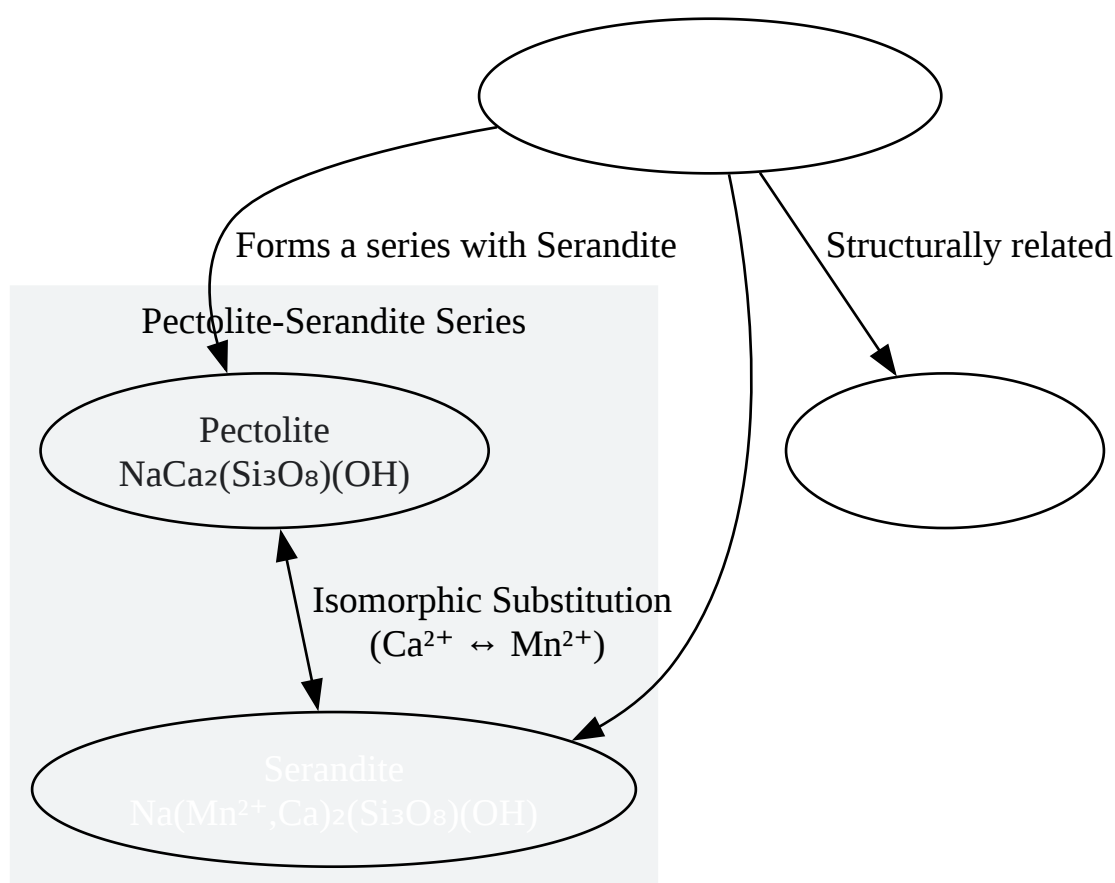 Forms a series with Serandite
Structurally related
Pectolite-Serandite Series
Pectolite
NaCa₂(Si₃O₈)(OH)
Isomorphic Substitution
(Ca²⁺ ↔ Mn²⁺)
Serandite
Na(Mn²⁺,Ca)₂(Si₃O₈)(OH)